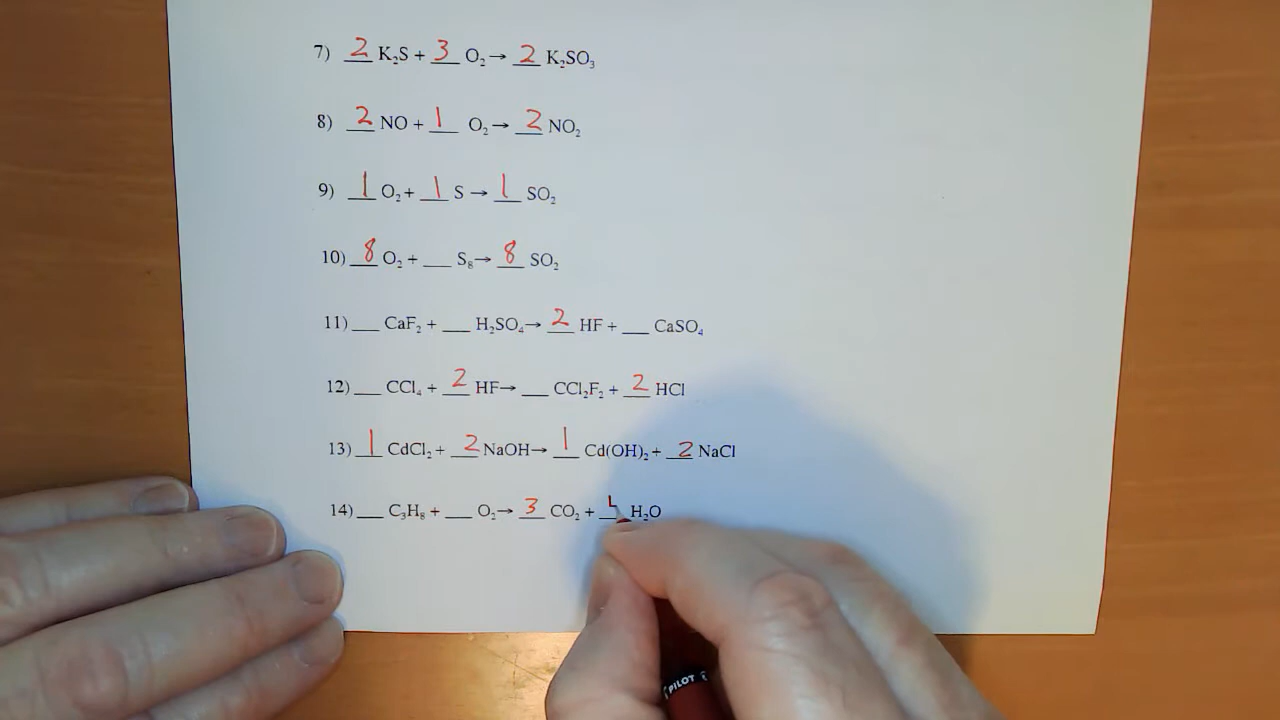 7) 2 K₂S + 3 O₂→ 2 K₂SO₃
8) 2 NO + 1 O₂→ 2 NO₂
9) 1 O₂ + 1 S → 1 SO₂
10) 8 O₂ + ___ S₈→ 8 SO₂
11) ___ CaF₂ + ___ H₂SO₄→ 2 HF + ___ CaSO₄
12) ___ CCl₄ + 2 HF→ ___ CCl₂F₂ + 2 HCl
13) 1 CdCl₂ + 2 NaOH→ 1 Cd(OH)₂ + 2 NaCl
14) ___ C₃H₈ + ___ O₂→ 3 CO₂ + ___ H₂O
PILOT